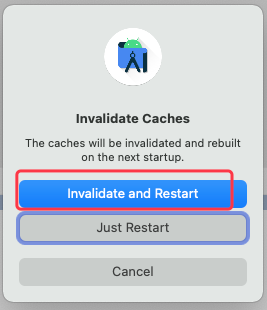 Invalidate Caches
The caches will be invalidated and rebuilt
on the next startup.
Invalidate and Restart
Just Restart
Cancel